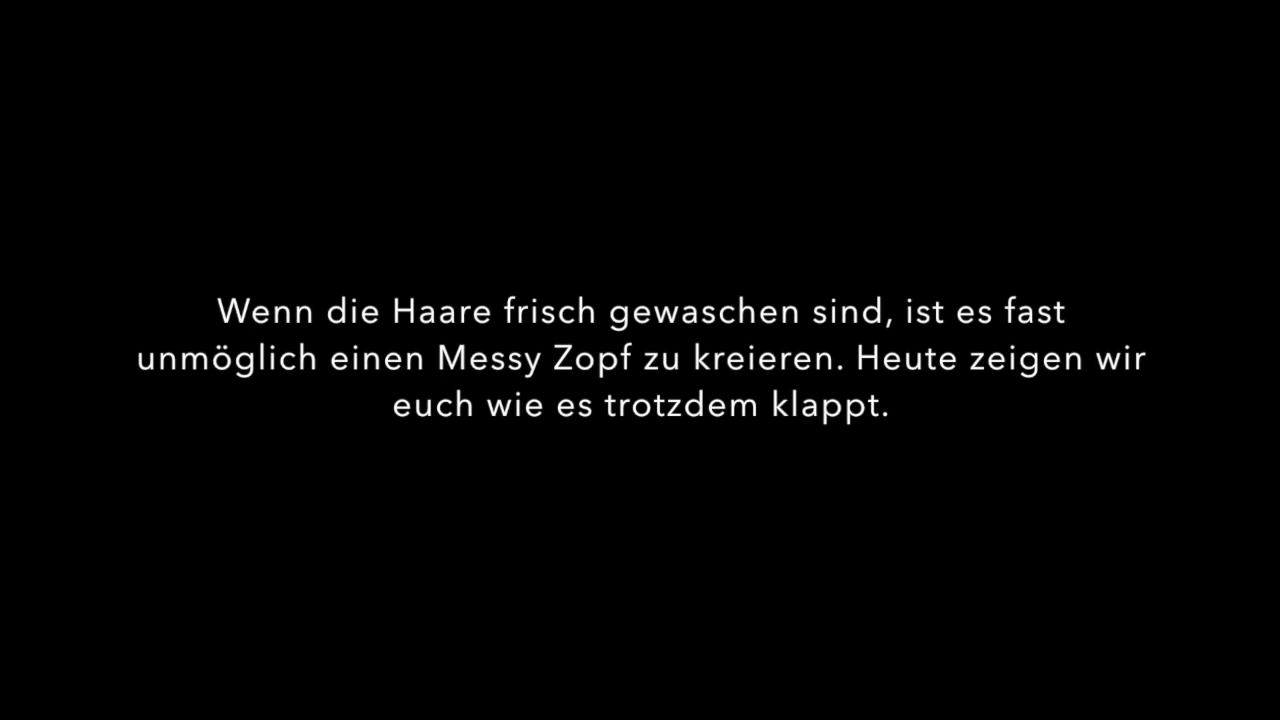 Wenn die Haare frisch gewaschen sind, ist es fast
unmöglich einen Messy Zopf zu kreieren. Heute zeigen wir
euch wie es trotzdem klappt.